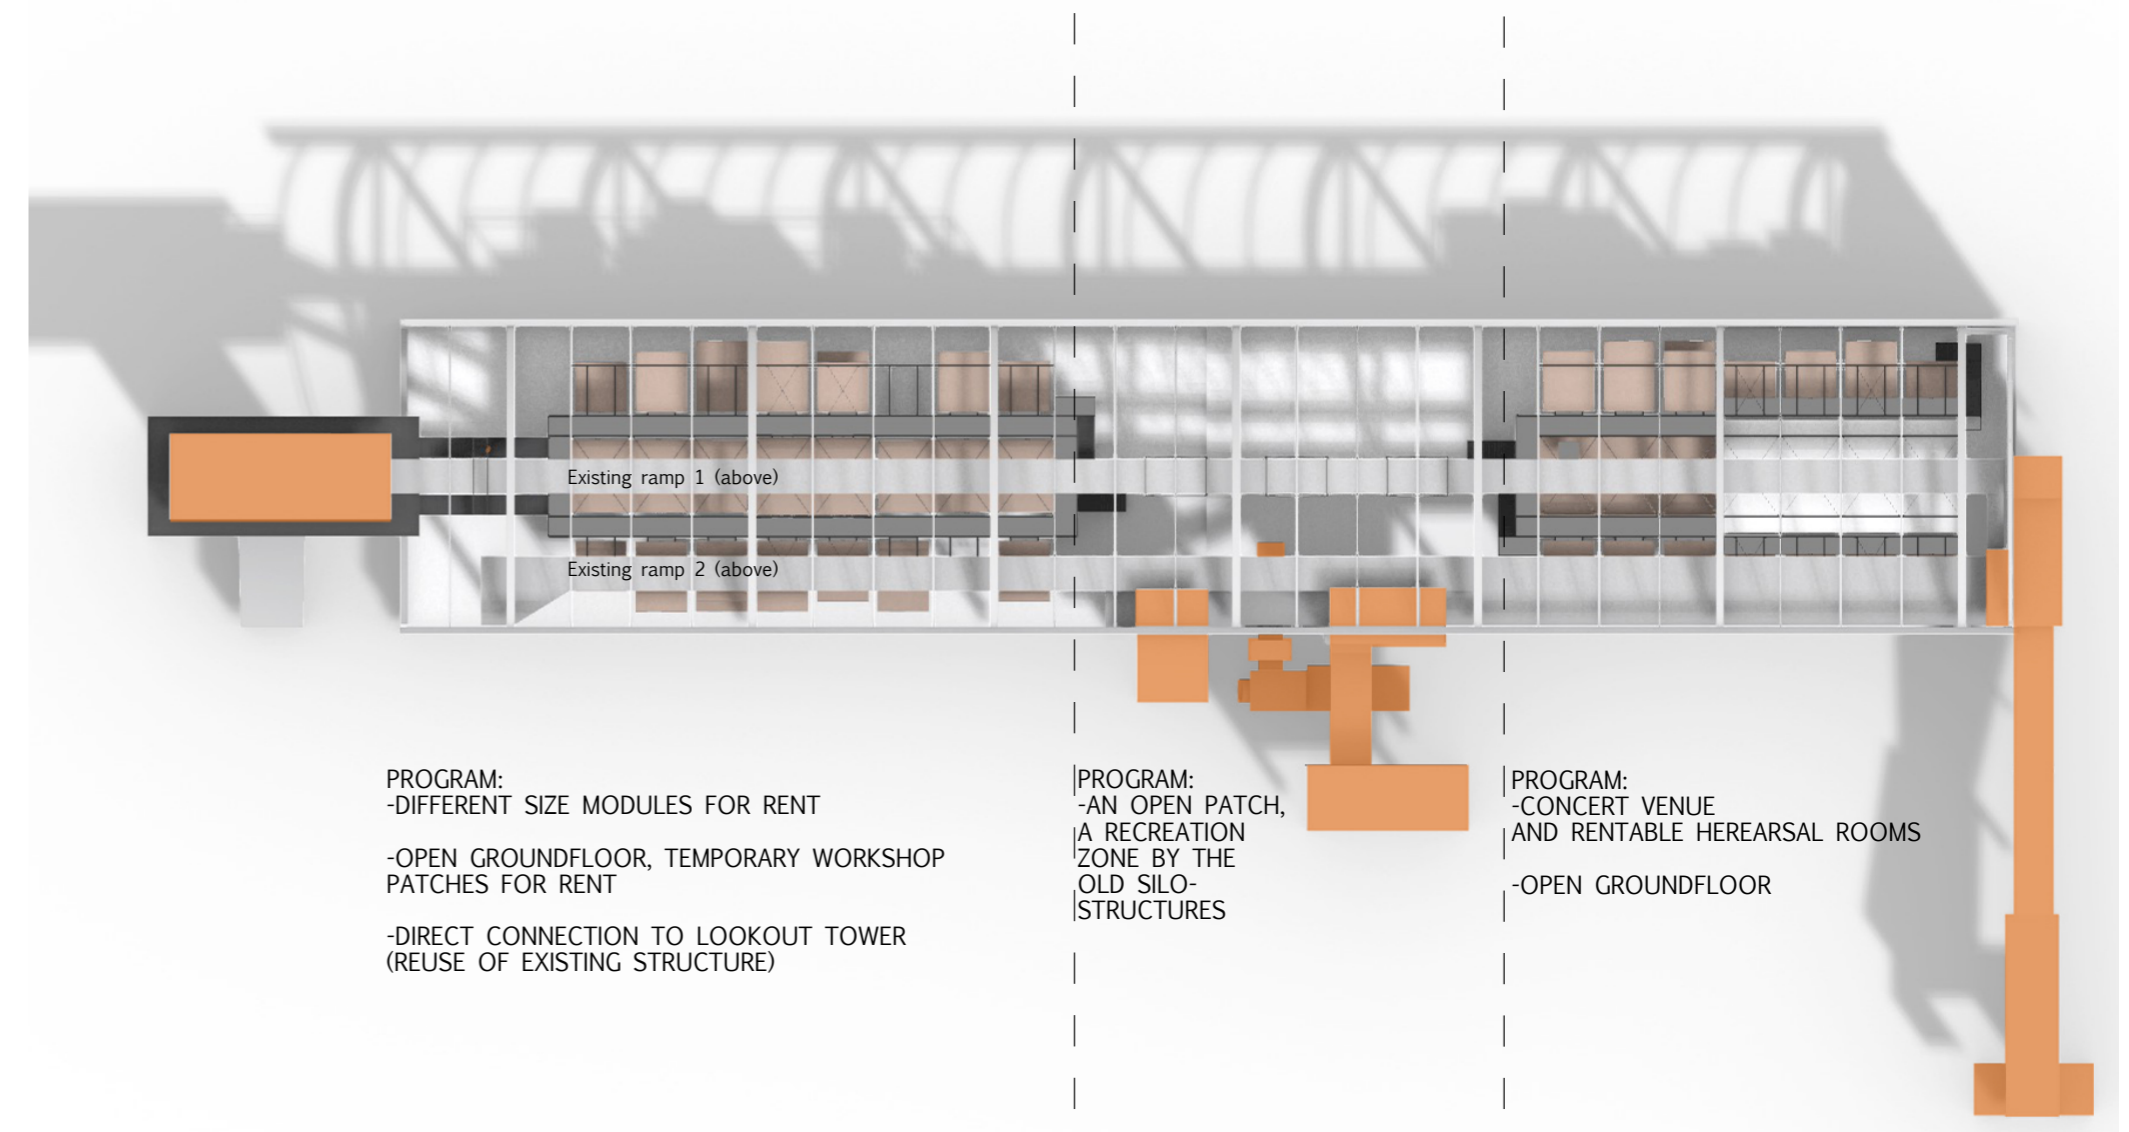 Existing ramp 1 (above)
Existing ramp 2 (above)
PROGRAM:
-DIFFERENT SIZE MODULES FOR RENT
-OPEN GROUNDFLOOR, TEMPORARY WORKSHOP
PATCHES FOR RENT
-DIRECT CONNECTION TO LOOKOUT TOWER
(REUSE OF EXISTING STRUCTURE)
PROGRAM:
-AN OPEN PATCH,
A RECREATION
ZONE BY THE
OLD SILO-
STRUCTURES
PROGRAM:
-CONCERT VENUE
AND RENTABLE HEREARSAL ROOMS
-OPEN GROUNDFLOOR